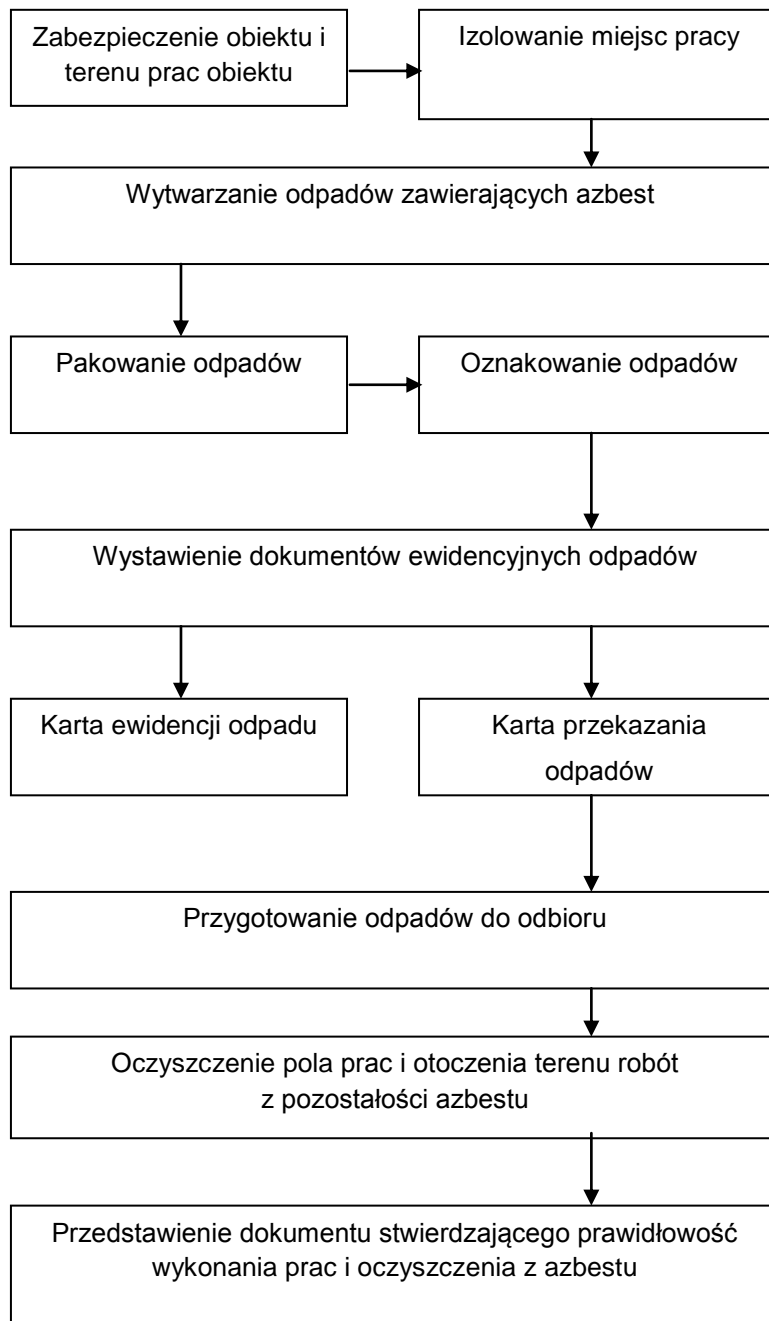 Zabezpieczenie obiektu i
terenu prac obiektu
Izolowanie miejsc pracy
Wytwarzanie odpadów zawierających azbest
Pakowanie odpadów
Oznakowanie odpadów
Wystawienie dokumentów ewidencyjnych odpadów
Karta ewidencji odpadu
Karta przekazania
odpadów
Przygotowanie odpadów do odbioru
Oczyszczenie pola prac i otoczenia terenu robót
z pozostałości azbestu
Przedstawienie dokumentu stwierdzającego prawidłowość
wykonania prac i oczyszczenia z azbestu